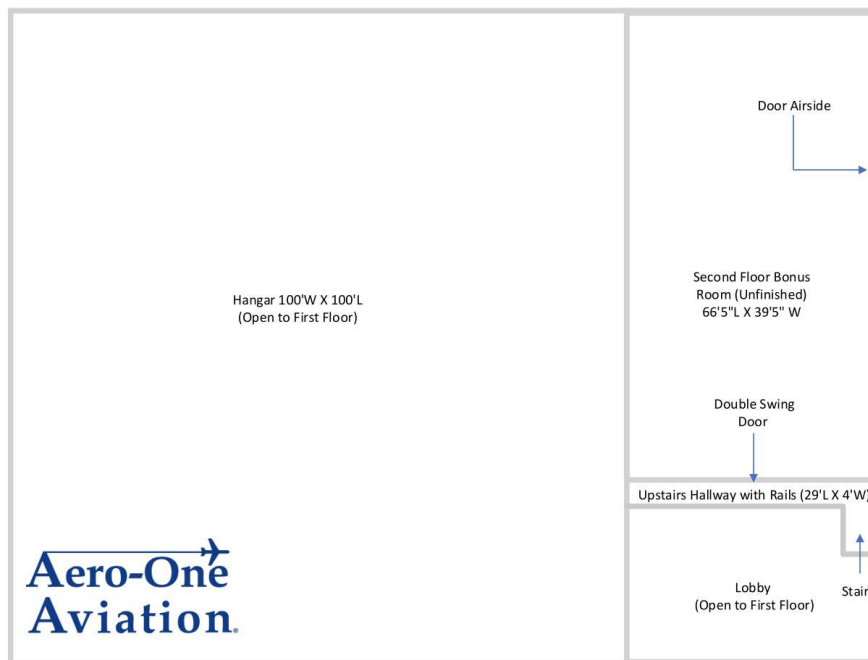 Door Airside
Hangar 100'W X 100'L
(Open to First Floor)
Second Floor Bonus
Room (Unfinished)
66'5"L X 39'5" W
Double Swing
Door
Upstairs Hallway with Rails (29'L X 4'W)
Aero-One
Aviation®
Lobby
(Open to First Floor)
Stair